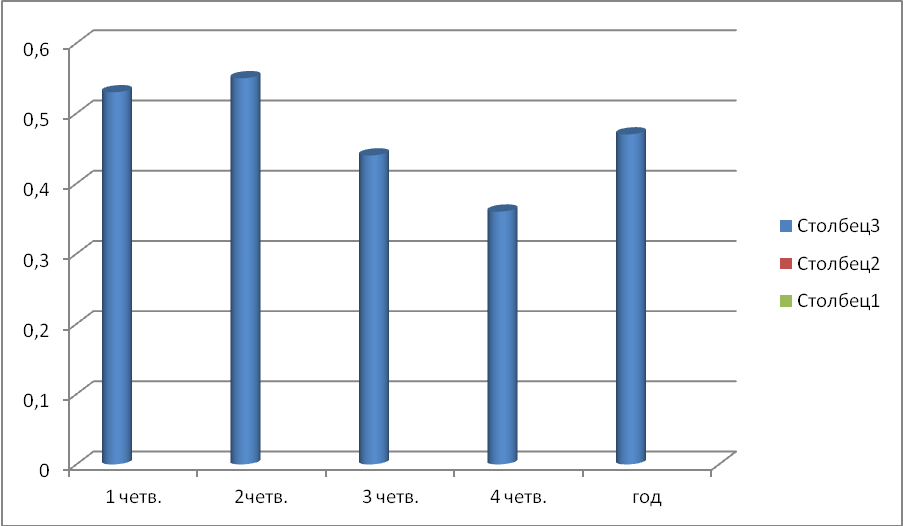 0,6
0,5
0,4
0,3
0,2
0,1
0
1 четв.
2четв.
3 четв.
4 четв.
год
Столбец3
Столбец2
Столбец1